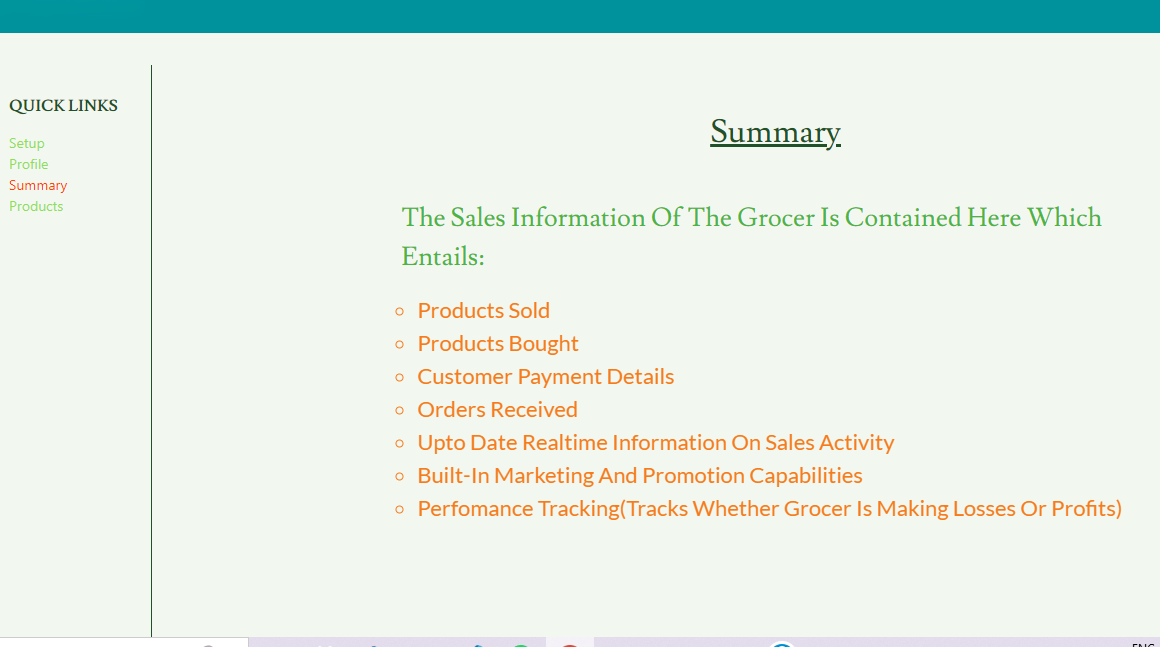 QUICK LINKS
Setup
Profile
Summary
Products
Summary
The Sales Information Of The Grocer Is Contained Here Which
Entails:
Products Sold
Products Bought
Customer Payment Details
Orders Received
Upto Date Realtime Information On Sales Activity
Built-In Marketing And Promotion Capabilities
Perfomance Tracking(Tracks Whether Grocer Is Making Losses Or Profits)
ENG